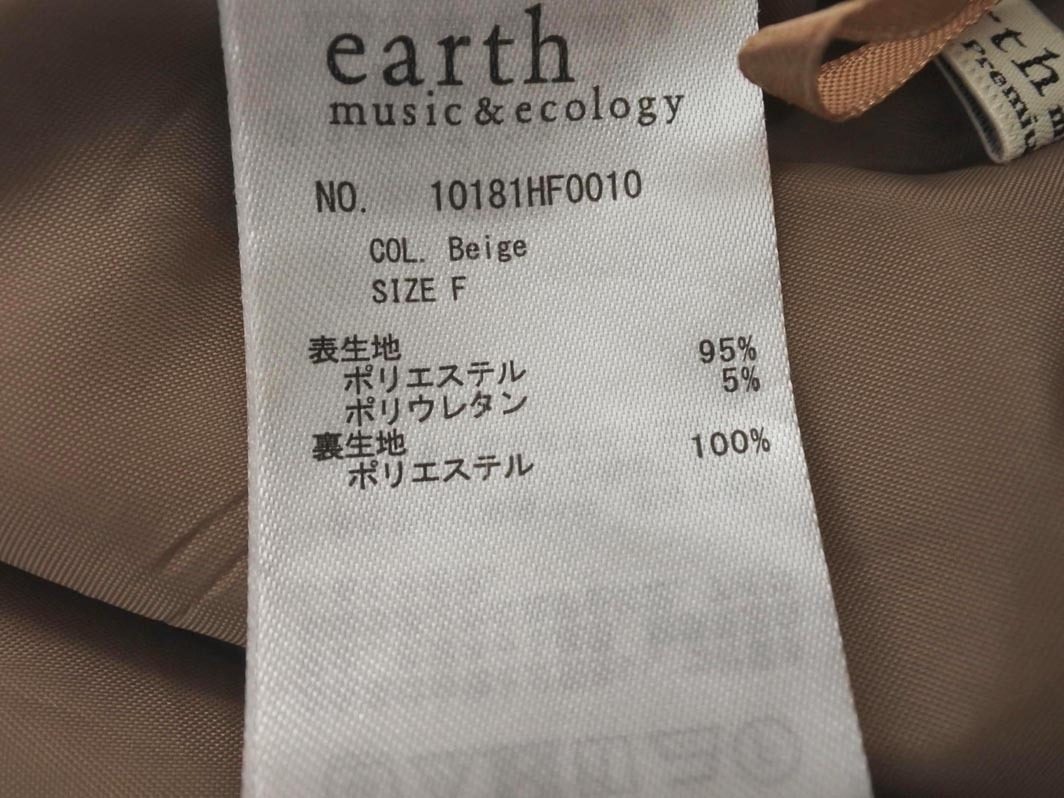 earth
music & ecology
NO. 10181HF0010
COL. Beige
SIZE F
表生地
ポリエステル 95%
ポリウレタン 5%
裏生地
ポリエステル 100%